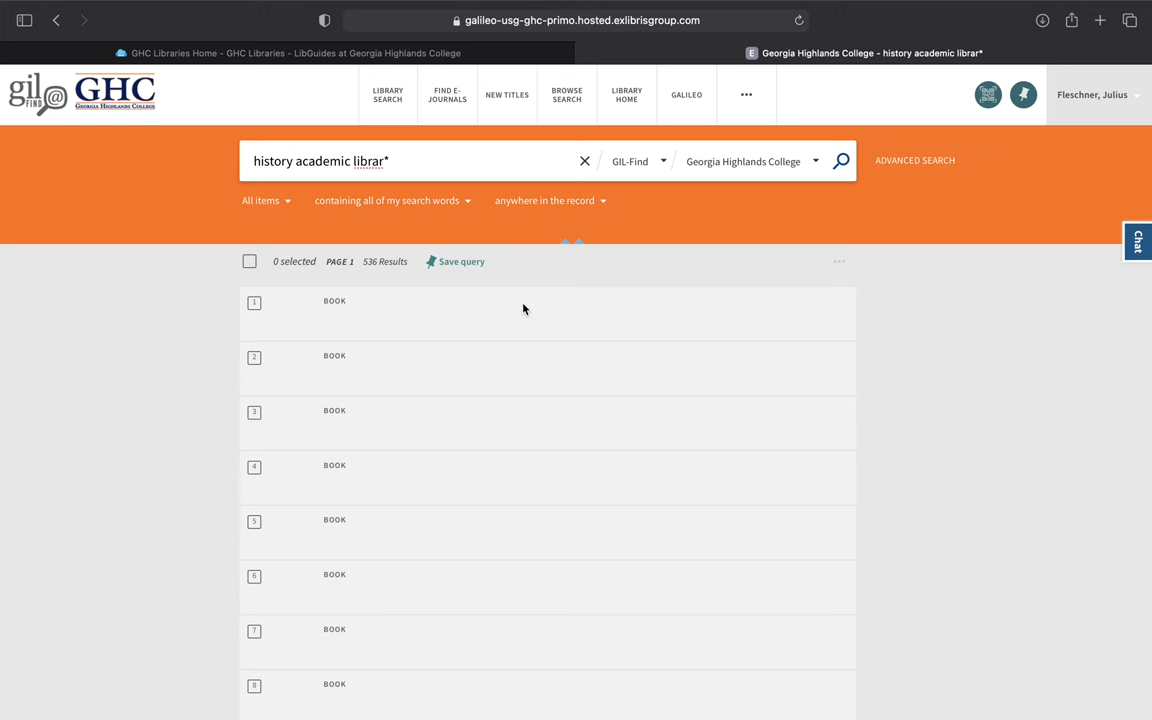 galileo-usg-ghc-primo.hosted.exlibrisgroup.com
GHC Libraries Home - GHC Libraries - LibGuides at Georgia Highlands College
E Georgia Highlands College - history academic librar*
gil
FIND
@
GHC
GEORGIA HIGHLANDS COLLEGE
LIBRARY SEARCH
FIND E-JOURNALS
NEW TITLES
BROWSE SEARCH
LIBRARY HOME
GALILEO
Fleschner, Julius
history academic librar*
GIL-Find
Georgia Highlands College
ADVANCED SEARCH
All items
containing all of my search words
anywhere in the record
Chat
0 selected PAGE 1 536 Results Save query
1 BOOK
2 BOOK
3 BOOK
4 BOOK
5 BOOK
6 BOOK
7 BOOK
8 BOOK